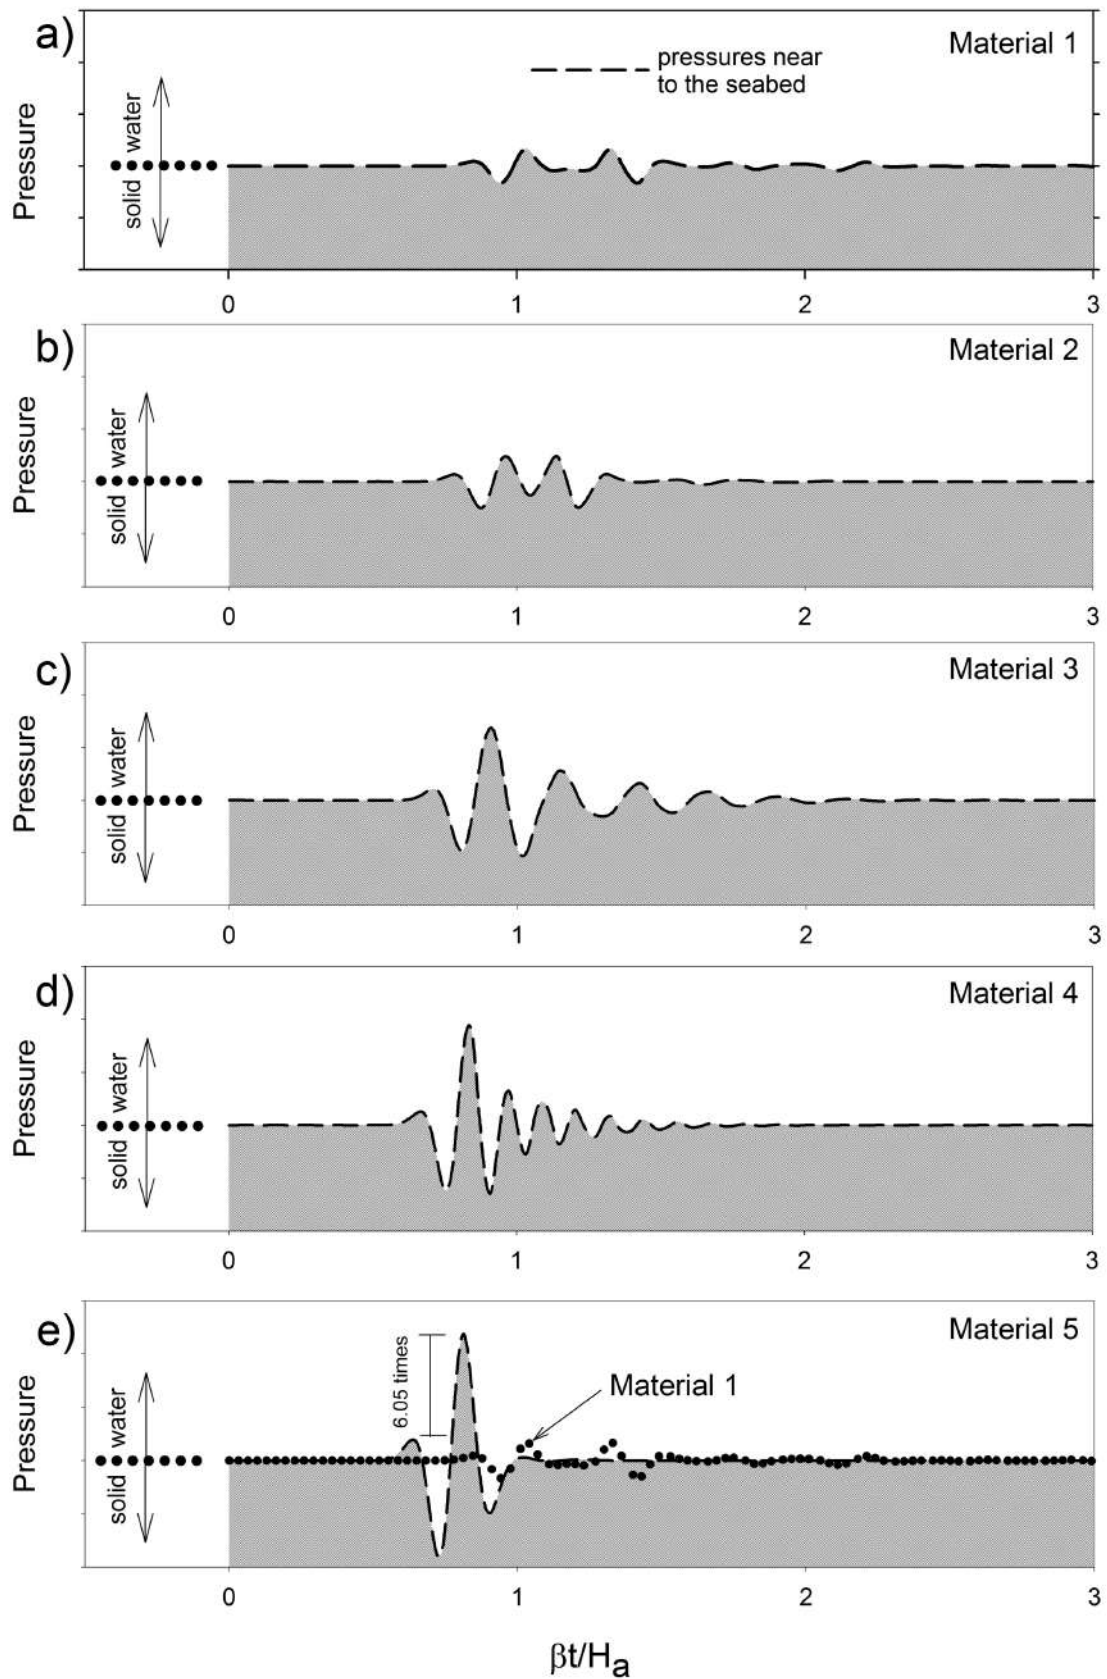 a)
Material 1
pressures near
to the seabed
Pressure
solid water
0 1 2 3
b)
Material 2
Pressure
solid water
0 1 2 3
c)
Material 3
Pressure
solid water
0 1 2 3
d)
Material 4
Pressure
solid water
0 1 2 3
e)
Material 5
6.05 times
Material 1
Pressure
solid water
0 1 2 3
βt/Ha